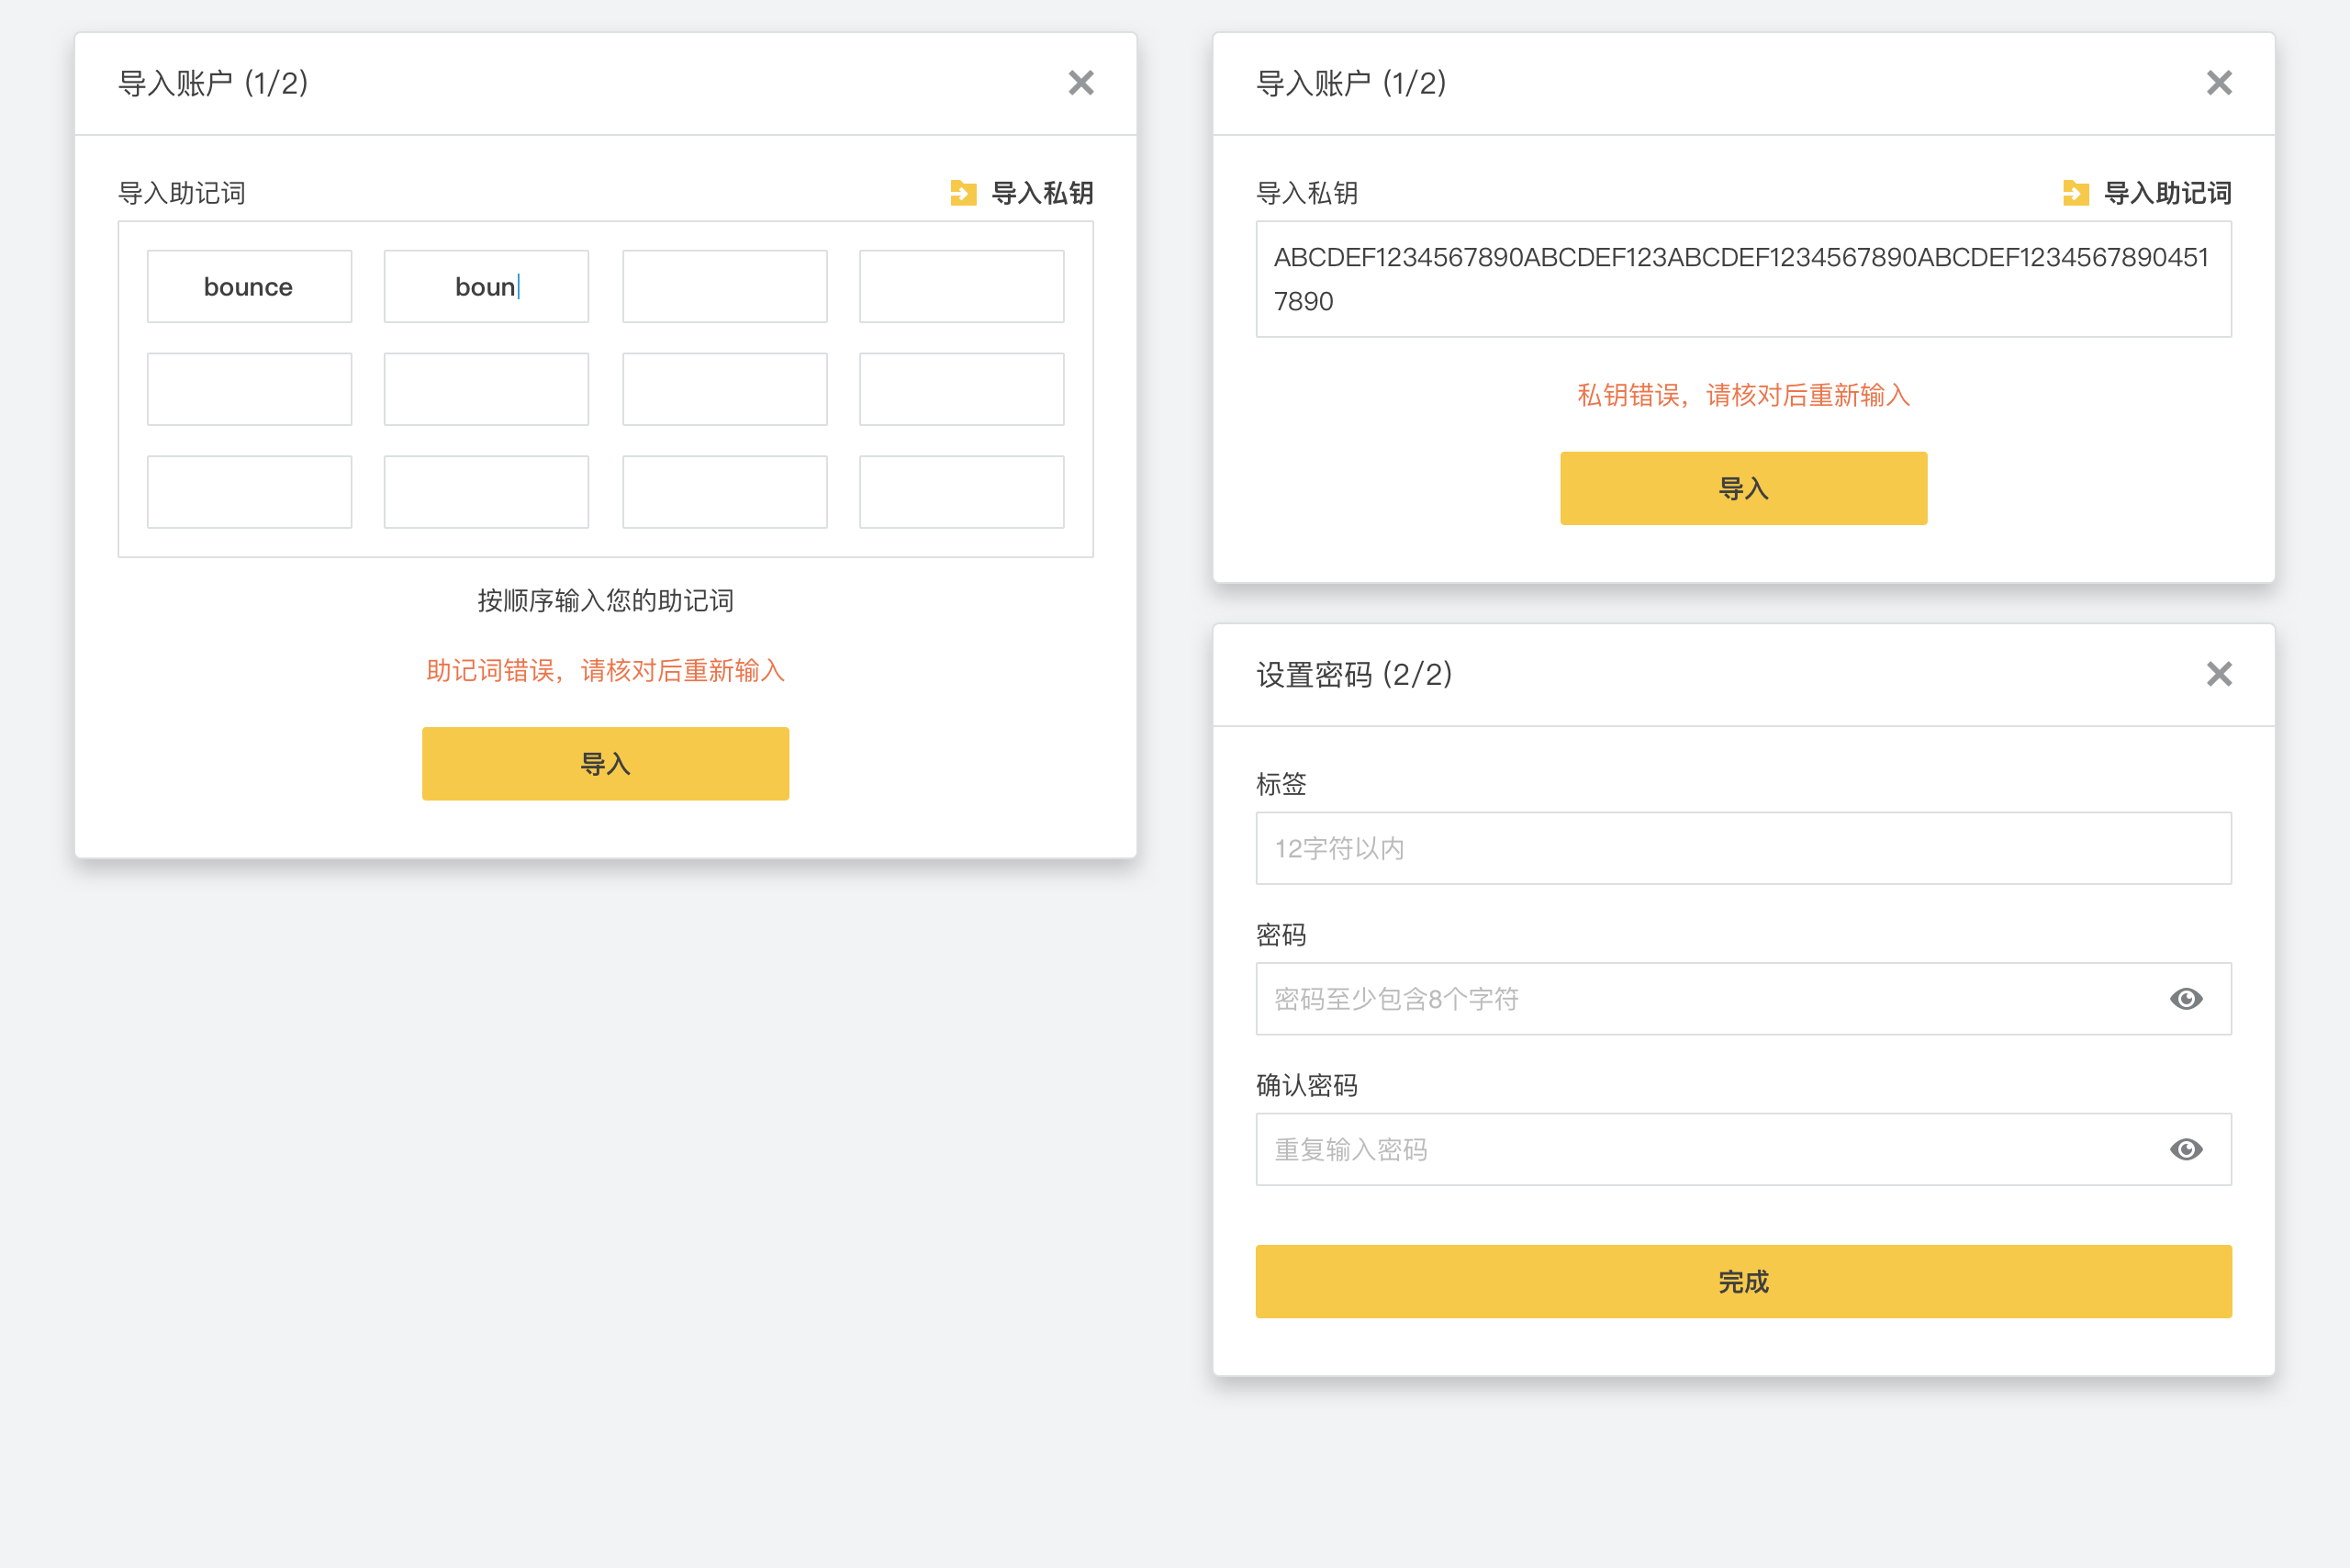 导入账户 (1/2)
导入助记词
导入私钥
bounce
boun
按顺序输入您的助记词
助记词错误，请核对后重新输入
导入
导入账户 (1/2)
导入私钥
导入助记词
ABCDEF1234567890ABCDEF123ABCDEF1234567890ABCDEF1234567890451
7890
私钥错误，请核对后重新输入
导入
设置密码 (2/2)
标签
12字符以内
密码
密码至少包含8个字符
确认密码
重复输入密码
完成